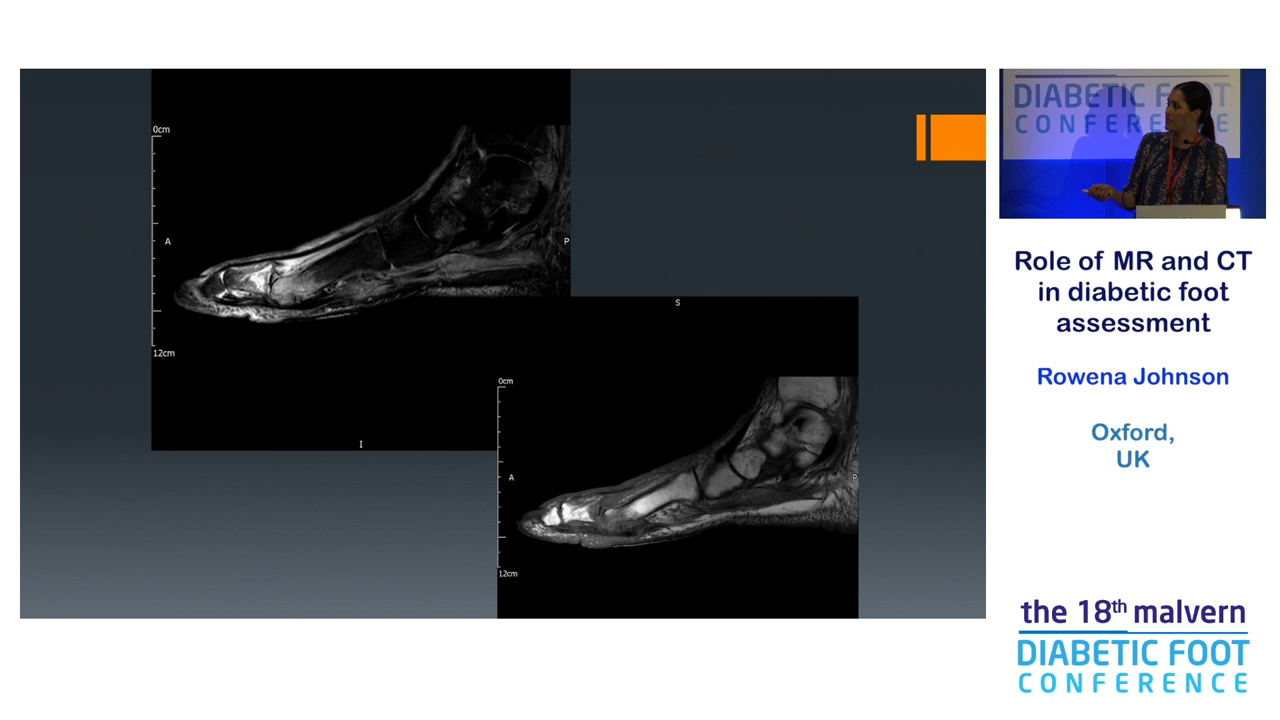 0cm
A
P
12cm
I
S
0cm
A
P
12cm
DIABETIC FOOT
CONFERENCE
Role of MR and CT
in diabetic foot
assessment
Rowena Johnson
Oxford,
UK
the 18th malvern
DIABETIC FOOT
CONFERENCE